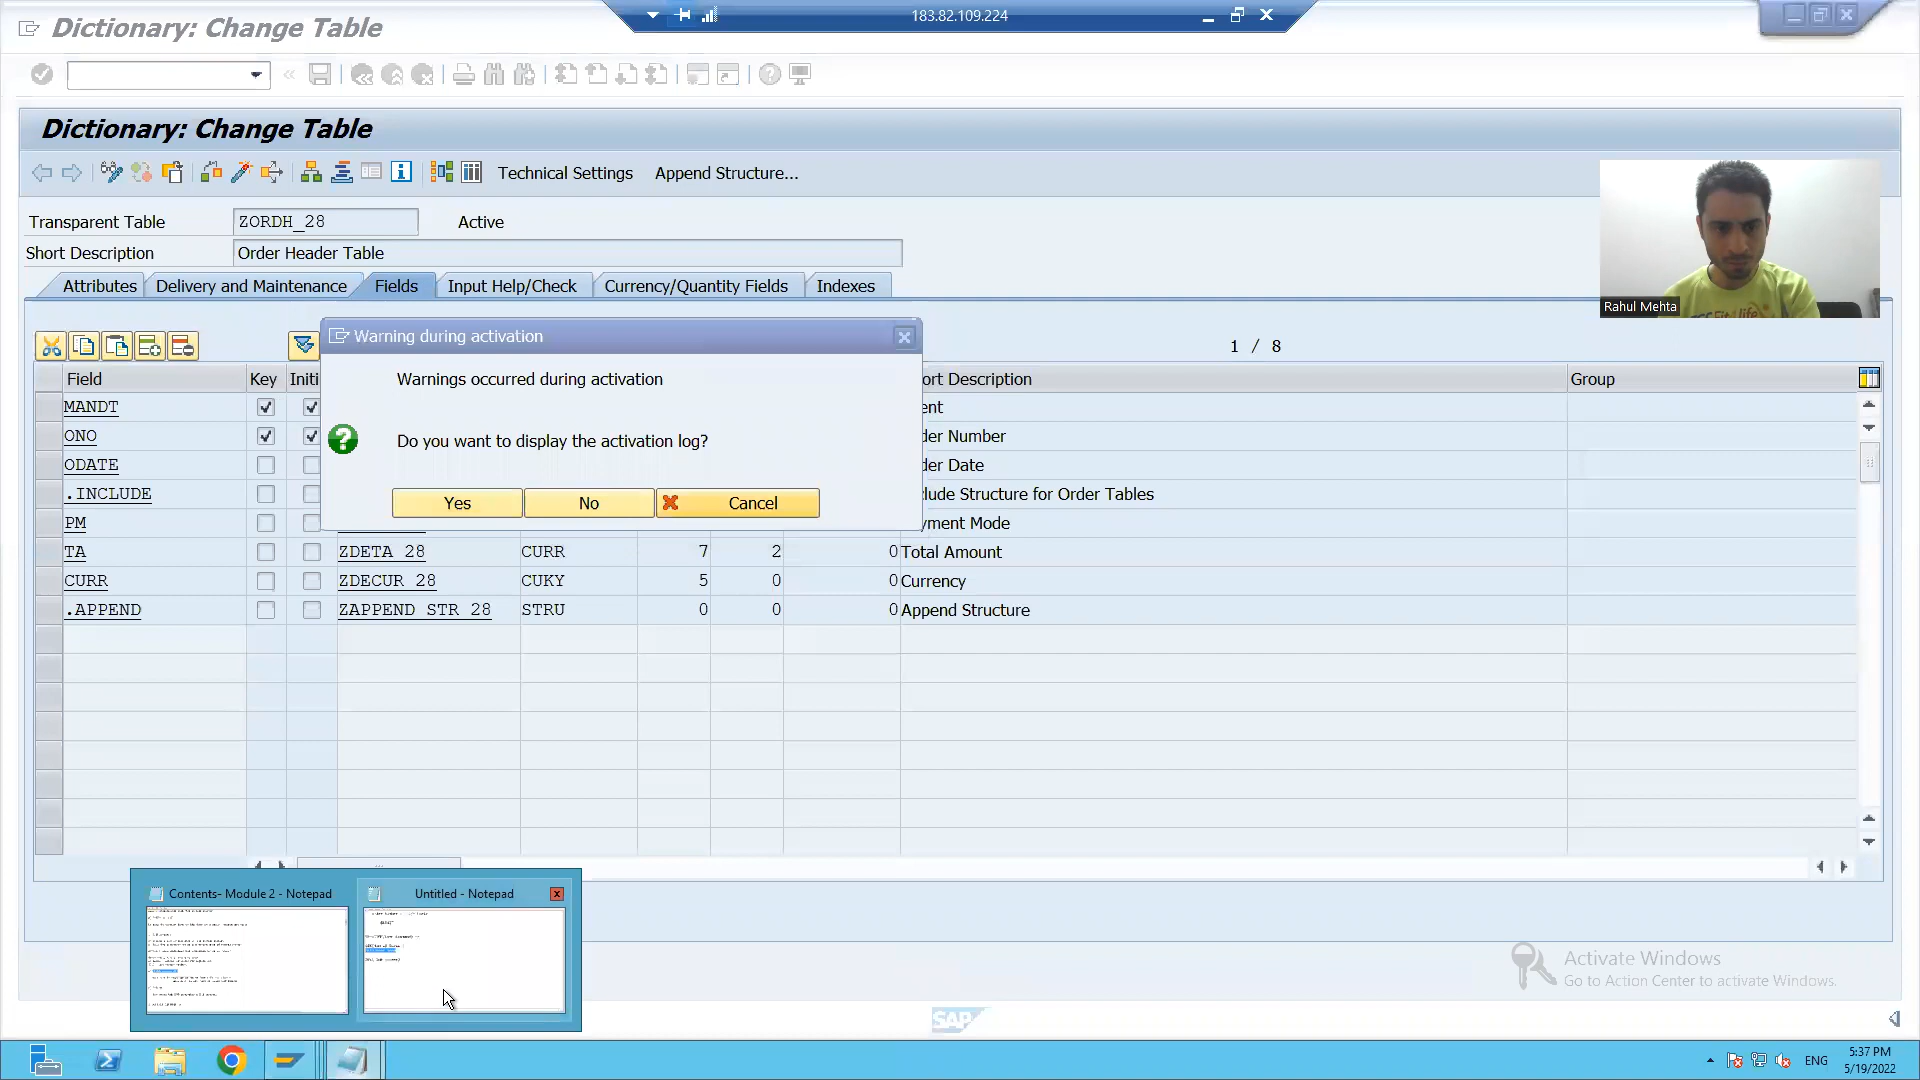 Dictionary: Change Table
183.82.109.224
Dictionary: Change Table
Technical Settings Append Structure...
Transparent Table ZORDH_28 Active
Short Description Order Header Table
Rahul Mehta
Attributes Delivery and Maintenance Fields Input Help/Check Currency/Quantity Fields Indexes
Warning during activation
1 / 8
Field Key Initi ort Description Group
Warnings occurred during activation
MANDT ent
ONO der Number
Do you want to display the activation log?
ODATE der Date
.INCLUDE lude Structure for Order Tables
Yes No Cancel
PM yment Mode
TA ZDETA_28 CURR 7 2 0 Total Amount
CURR ZDECUR_28 CUKY 5 0 0 Currency
.APPEND ZAPPEND_STR_28 STRU 0 0 0 Append Structure
Contents- Module 2 - Notepad Untitled - Notepad
Activate Windows
Go to Action Center to activate Windows.
SAP
ENG
5:37 PM
5/19/2022